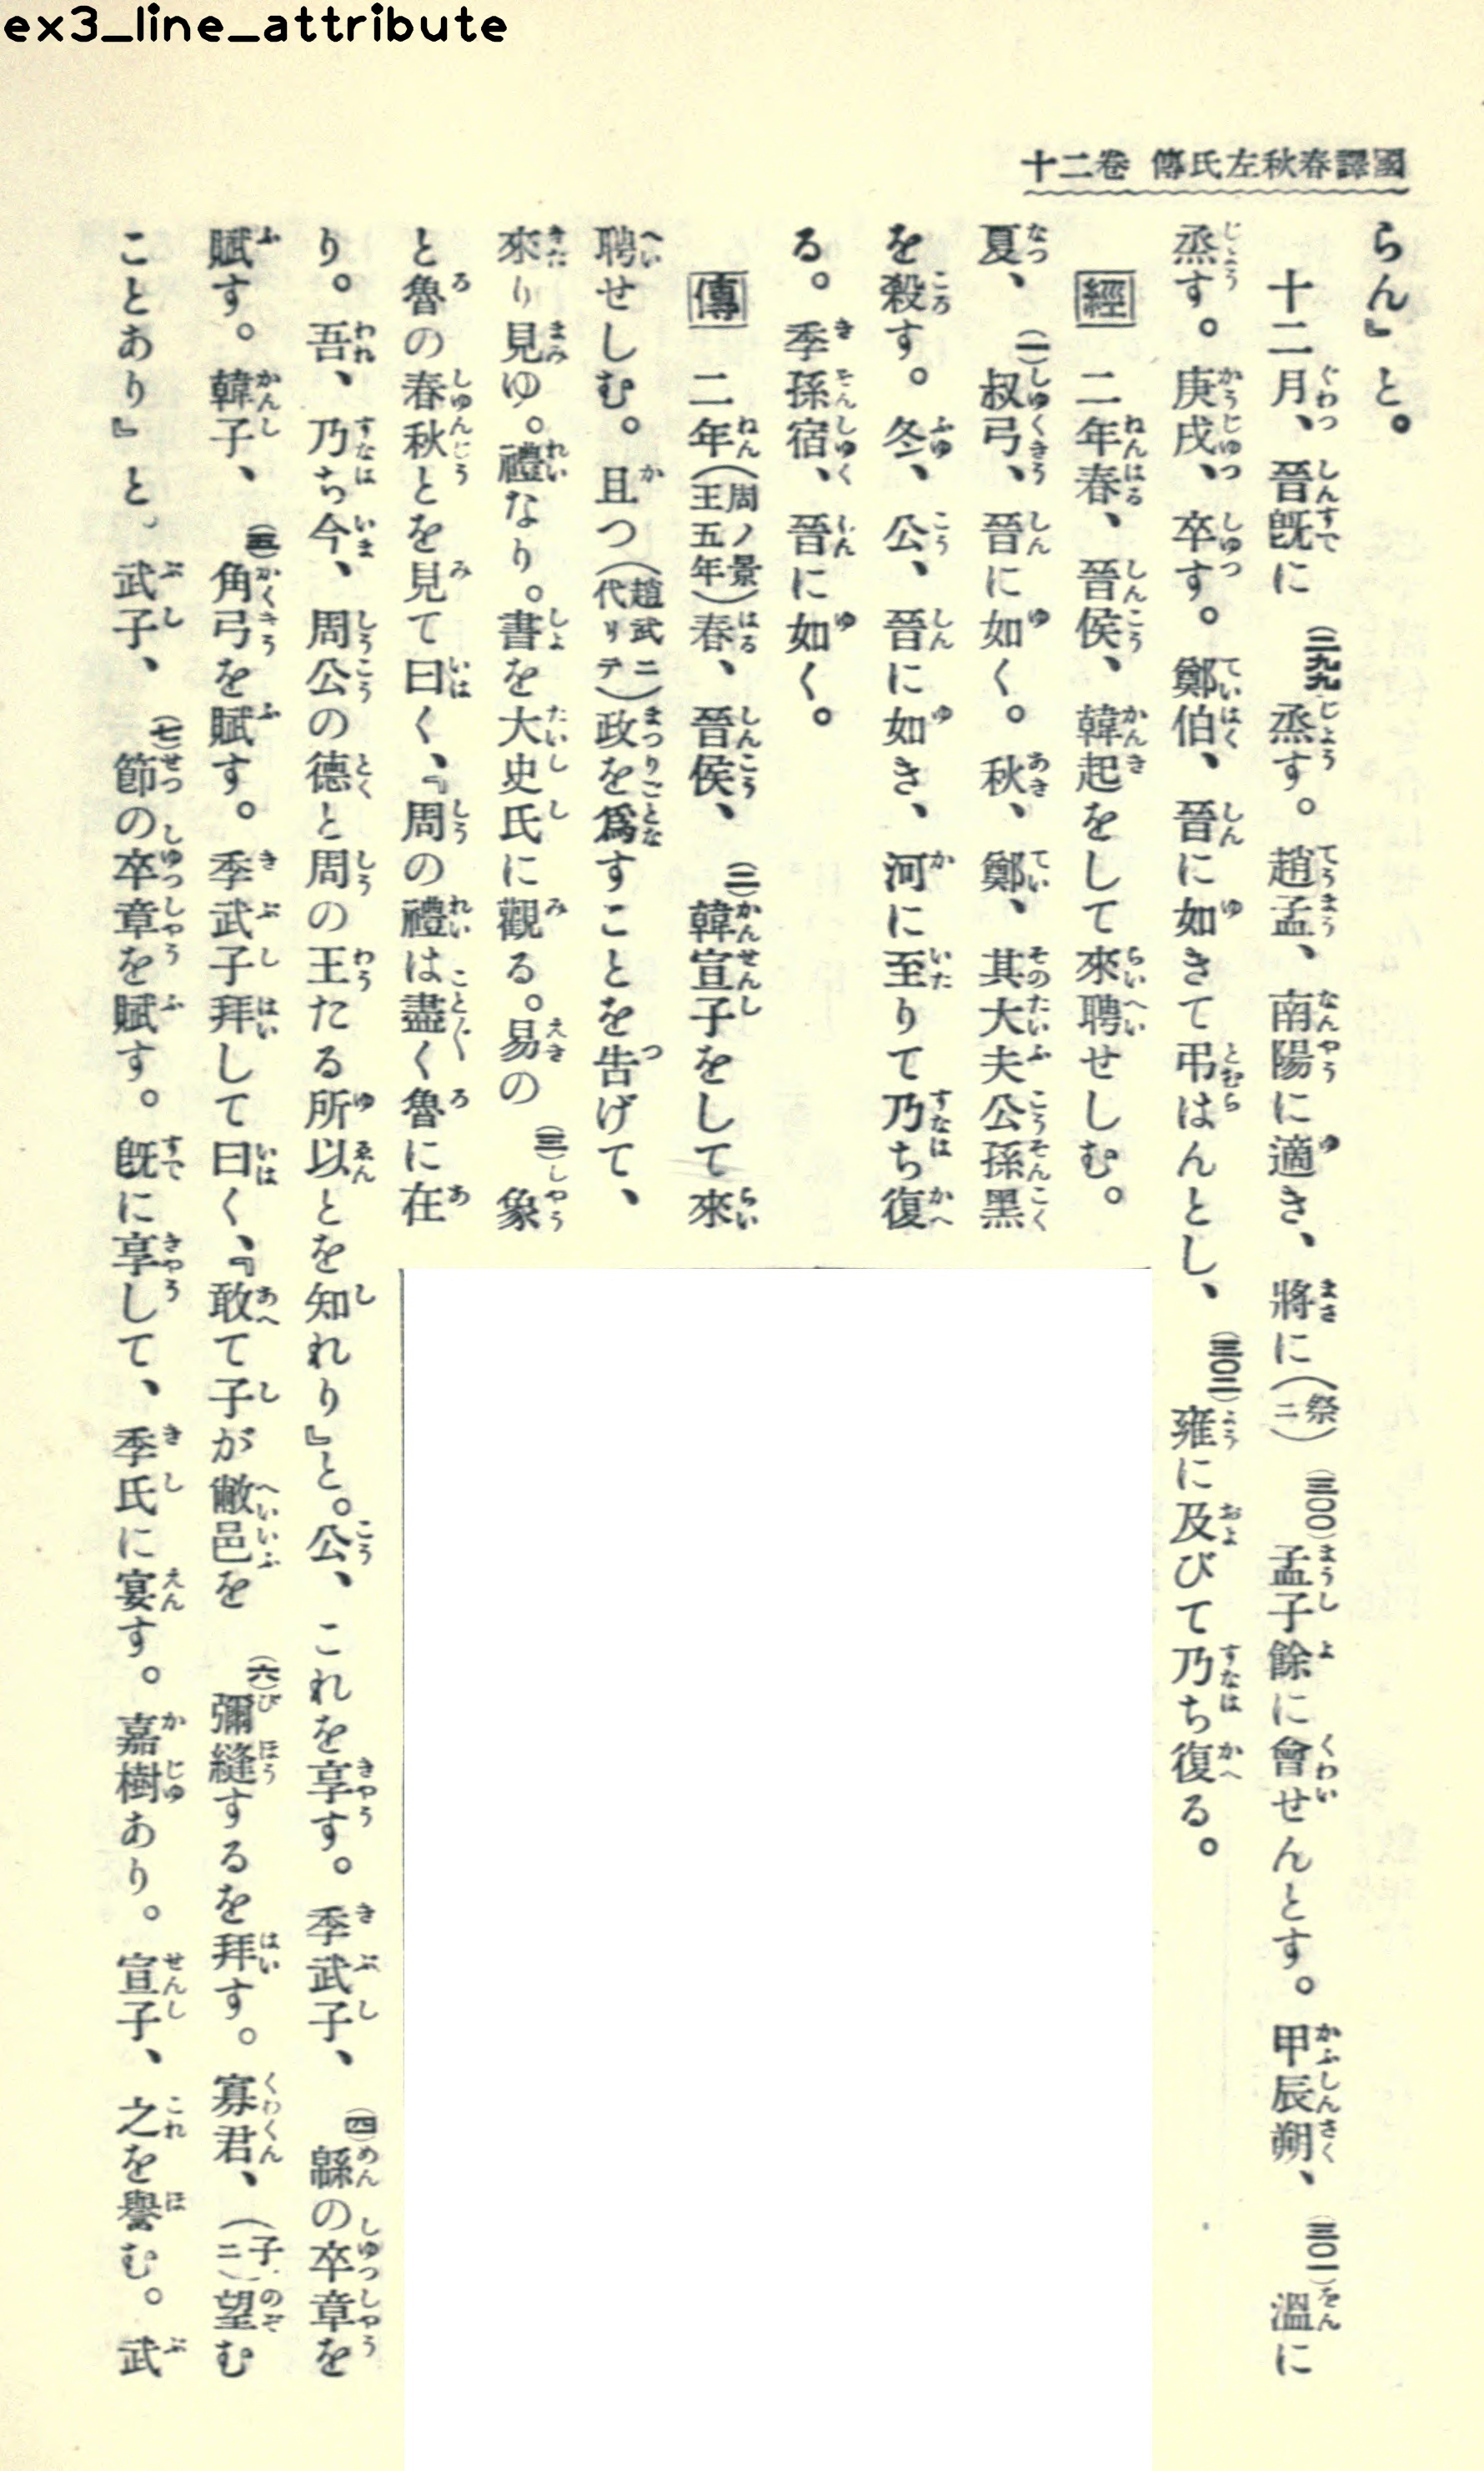 ex3_line_attribute
國譯春秋左氏傳 卷二十
らん』と。
十二月、晉旣に(二九九)烝す。趙孟、南陽に適き、將に(祭ニ)(三〇〇)孟子餘に會せんとす。甲辰朔、(三〇一)溫に
烝す。庚戌、卒す。鄭伯、晉に如きて弔はんとし、(三〇二)雍に及びて乃ち復る。
經 二年春、晉侯、韓起をして來聘せしむ。
夏、(一)叔弓、晉に如く。秋、鄭、其大夫公孫黑
を殺す。冬、公、晉に如き、河に至りて乃ち復
る。季孫宿、晉に如く。
傳 二年(周ノ景王五年)春、晉侯、(二)韓宣子をして來
聘せしむ。且つ(趙武ニ代リテ)政を爲すことを告げて、
來り見ゆ。禮なり。書を大史氏に觀る。易の(三)象
と魯の春秋とを見て曰く、『周の禮は盡く魯に在
り。吾、乃ち今、周公の德と周の王たる所以とを知れり』と。公、これを享す。季武子、(四)緜の卒章を
賦す。韓子、(五)角弓を賦す。季武子拜して曰く、『敢て子が敝邑を(六)彌縫するを拜す。寡君、(子ニ)望む
ことあり』と。武子、(七)節の卒章を賦す。旣に享して、季氏に宴す。嘉樹あり。宣子、之を譽む。武